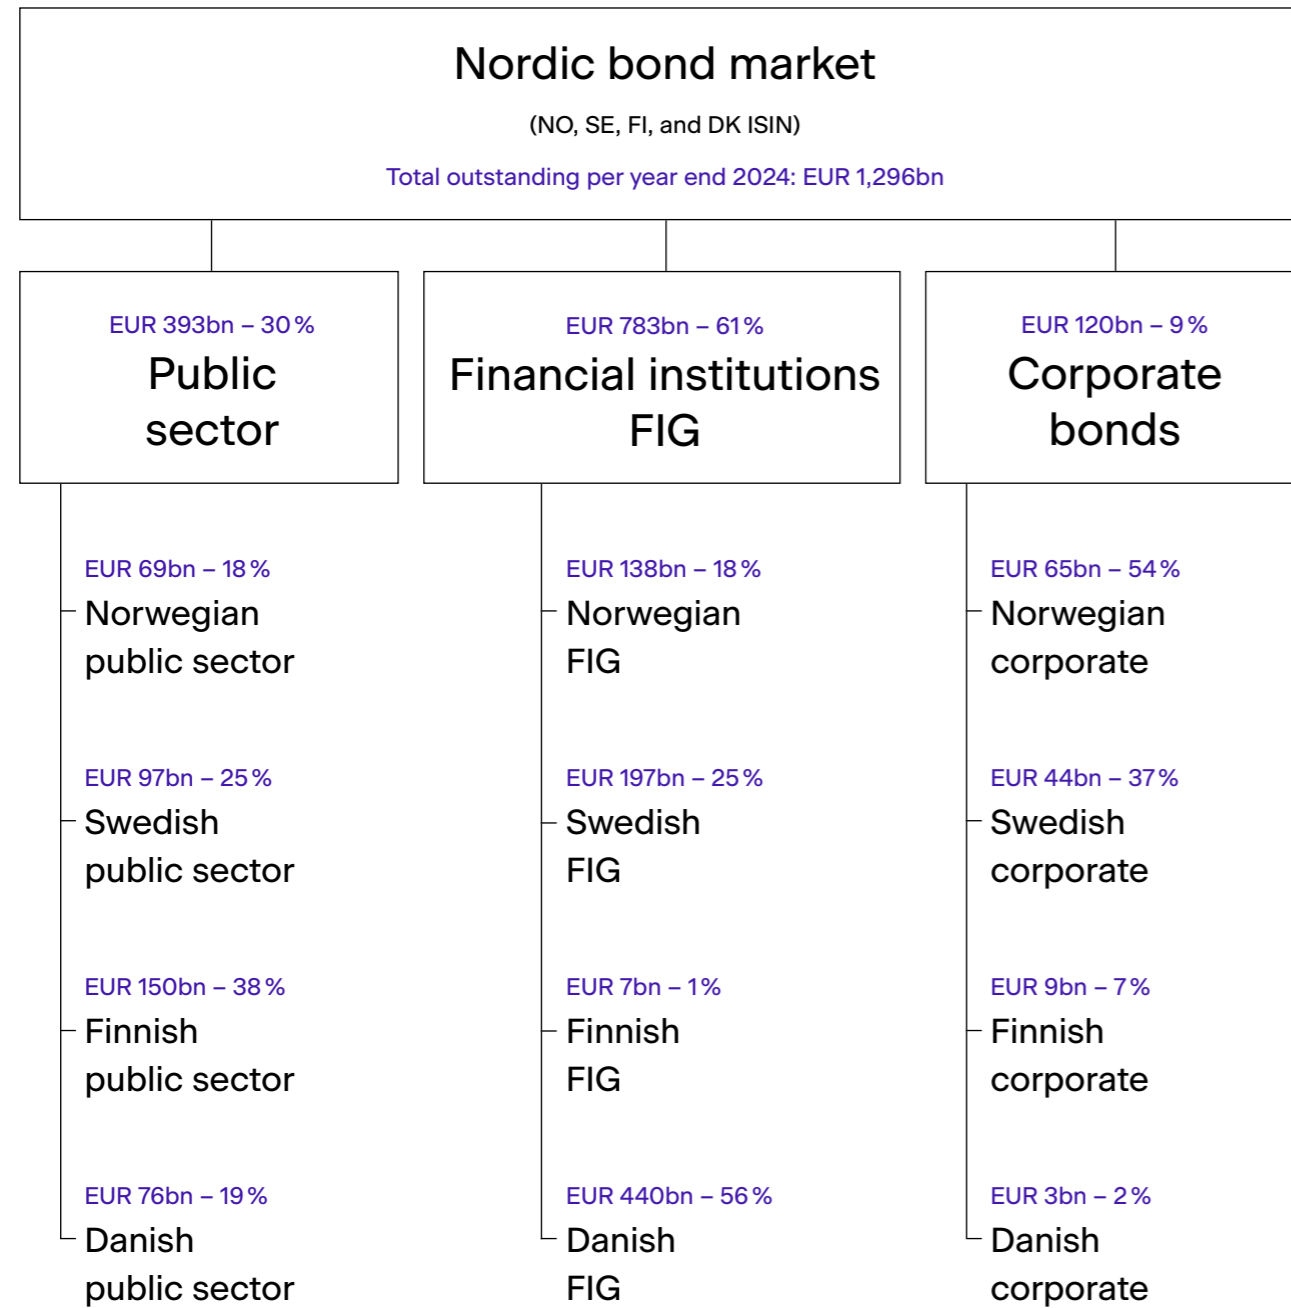 Nordic bond market
(NO, SE, FI, and DK ISIN)
Total outstanding per year end 2024: EUR 1,296bn
EUR 393bn – 30 %
Public
sector
EUR 69bn – 18 %
Norwegian
public sector
EUR 97bn – 25 %
Swedish
public sector
EUR 150bn – 38 %
Finnish
public sector
EUR 76bn – 19 %
Danish
public sector
EUR 783bn – 61 %
Financial institutions
FIG
EUR 138bn – 18 %
Norwegian
FIG
EUR 197bn – 25 %
Swedish
FIG
EUR 7bn – 1 %
Finnish
FIG
EUR 440bn – 56 %
Danish
FIG
EUR 120bn – 9 %
Corporate
bonds
EUR 65bn – 54 %
Norwegian
corporate
EUR 44bn – 37 %
Swedish
corporate
EUR 9bn – 7 %
Finnish
corporate
EUR 3bn – 2 %
Danish
corporate